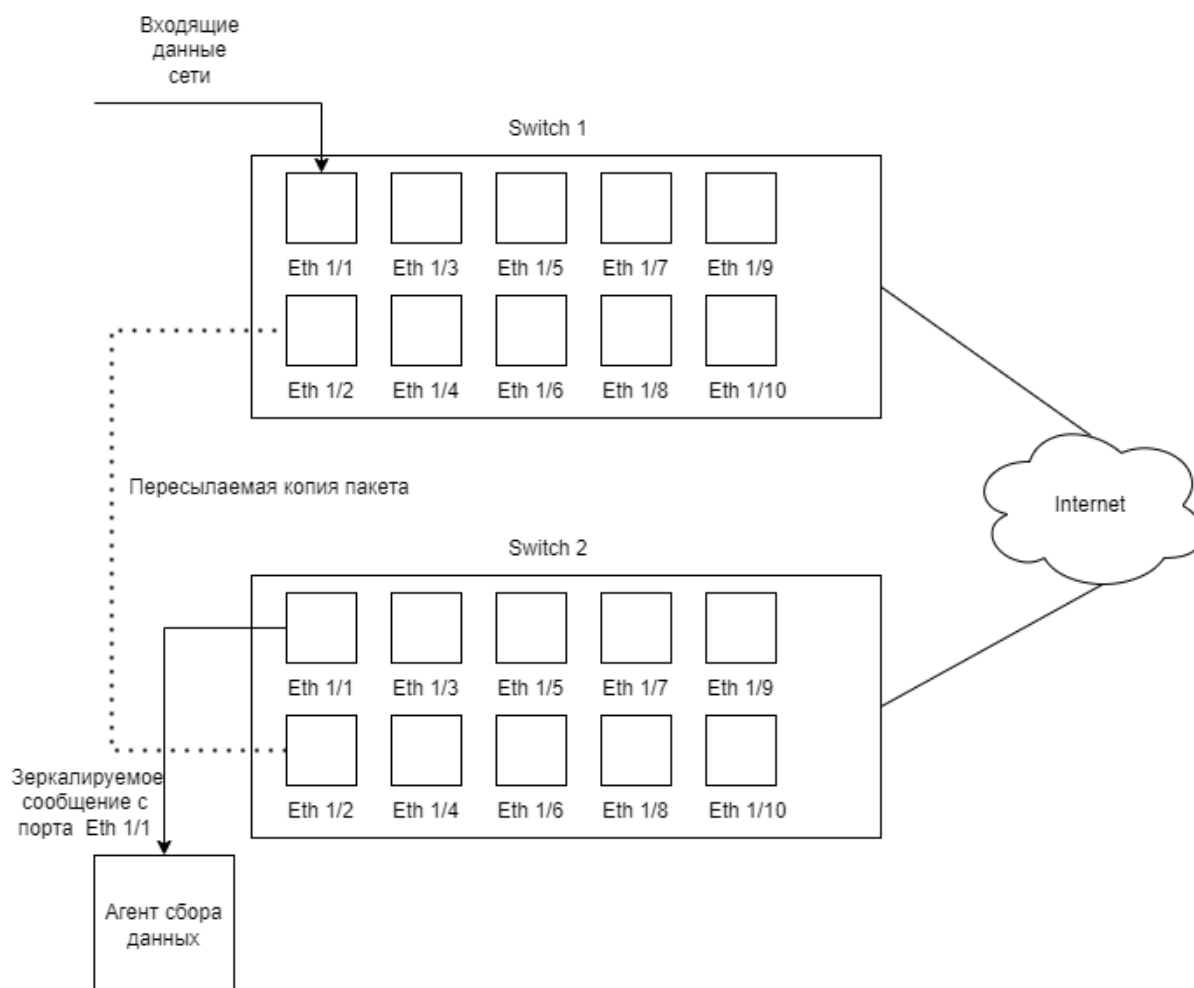 Входящие
данные
сети
Switch 1
Eth 1/1 Eth 1/3 Eth 1/5 Eth 1/7 Eth 1/9
Eth 1/2 Eth 1/4 Eth 1/6 Eth 1/8 Eth 1/10
Пересылаемая копия пакета
Internet
Switch 2
Eth 1/1 Eth 1/3 Eth 1/5 Eth 1/7 Eth 1/9
Eth 1/2 Eth 1/4 Eth 1/6 Eth 1/8 Eth 1/10
Зеркалируемое
сообщение с
порта Eth 1/1
Агент сбора
данных